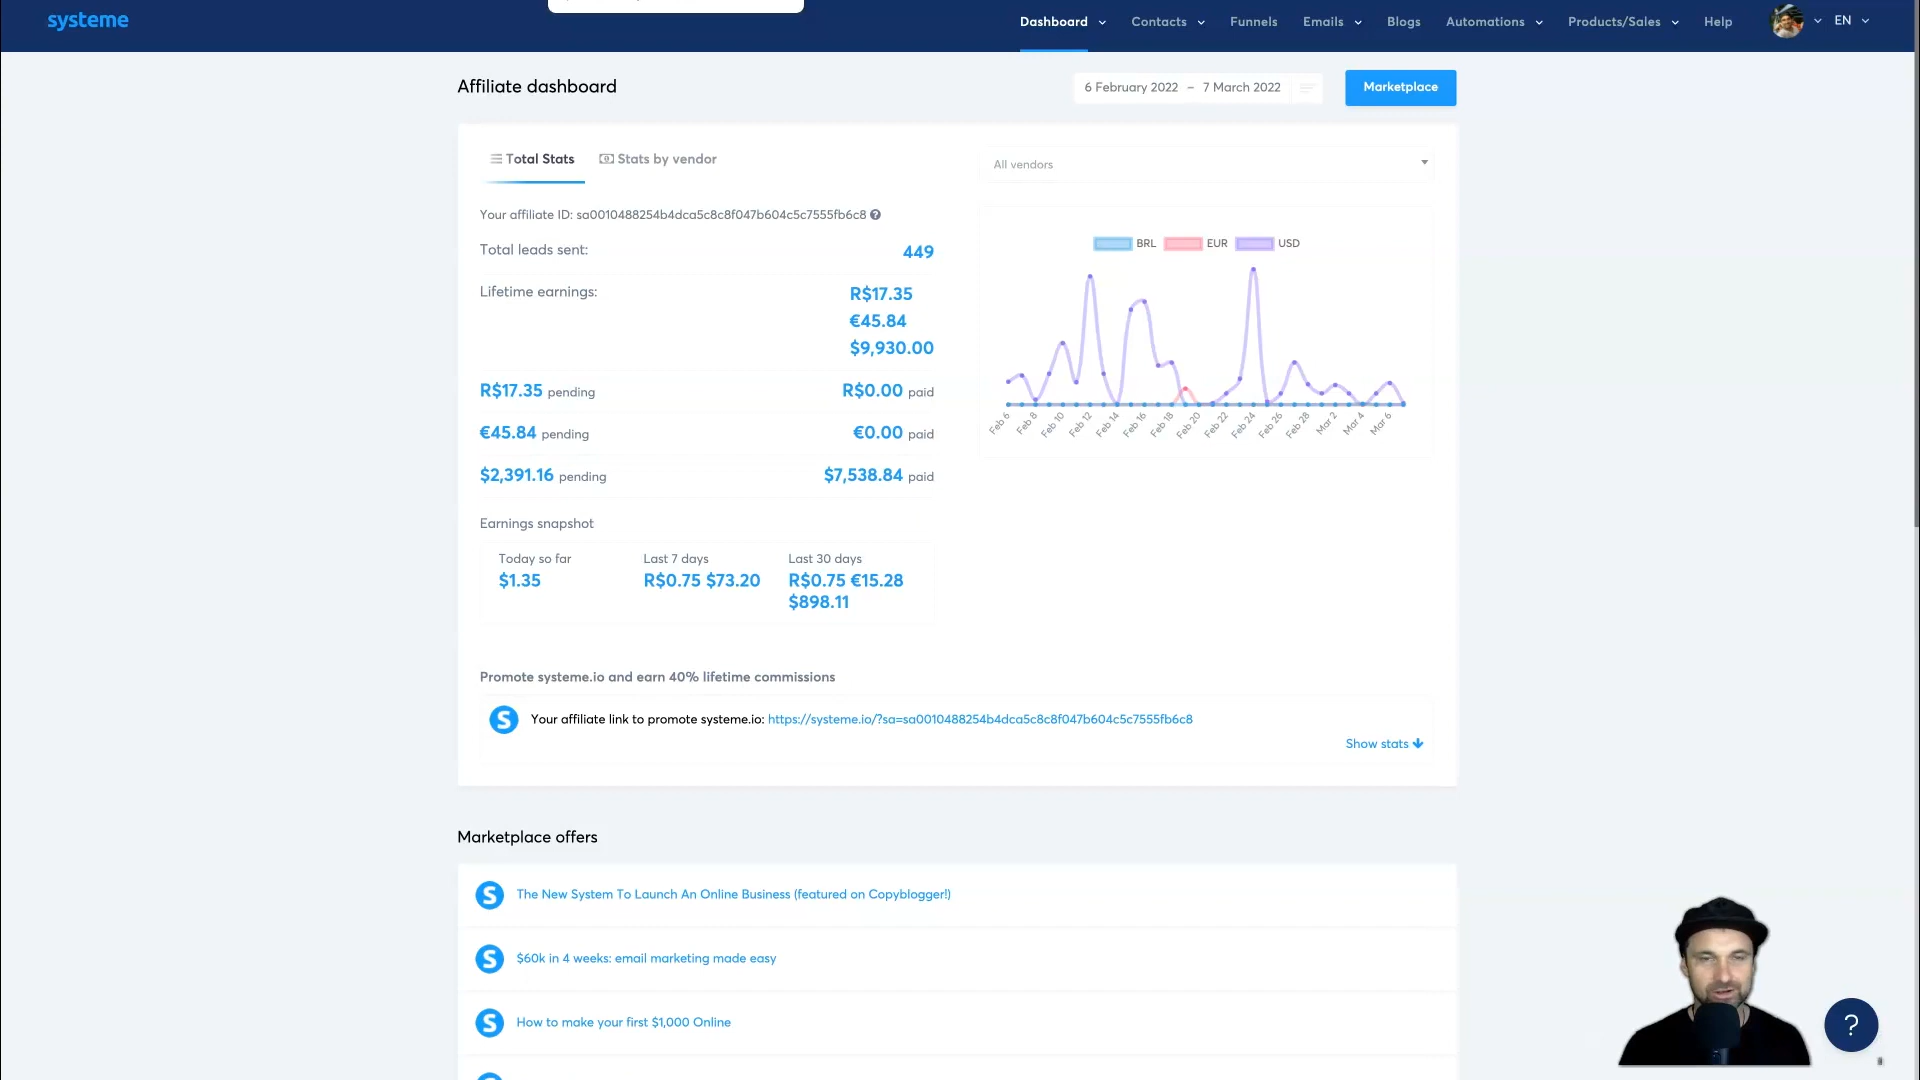 systeme
Dashboard Contacts Funnels Emails Blogs Automations Products/Sales Help EN
Affiliate dashboard
6 February 2022 – 7 March 2022
Marketplace
Total Stats Stats by vendor
All vendors
Your affiliate ID: sa0010488254b4dca5c8c8f047b604c5c7555fb6c8 ?
Total leads sent: 449
Lifetime earnings: R$17.35
€45.84
$9,930.00
R$17.35 pending R$0.00 paid
€45.84 pending €0.00 paid
$2,391.16 pending $7,538.84 paid
BRL EUR USD
Feb 6 Feb 8 Feb 10 Feb 12 Feb 14 Feb 16 Feb 18 Feb 20 Feb 22 Feb 24 Feb 26 Feb 28 Mar 2 Mar 4 Mar 6
Earnings snapshot
Today so far Last 7 days Last 30 days
$1.35 R$0.75 $73.20 R$0.75 €15.28
$898.11
Promote systeme.io and earn 40% lifetime commissions
S Your affiliate link to promote systeme.io: https://systeme.io/?sa=sa0010488254b4dca5c8c8f047b604c5c7555fb6c8
Show stats
Marketplace offers
S The New System To Launch An Online Business (featured on Copyblogger!)
S $60k in 4 weeks: email marketing made easy
S How to make your first $1,000 Online
?